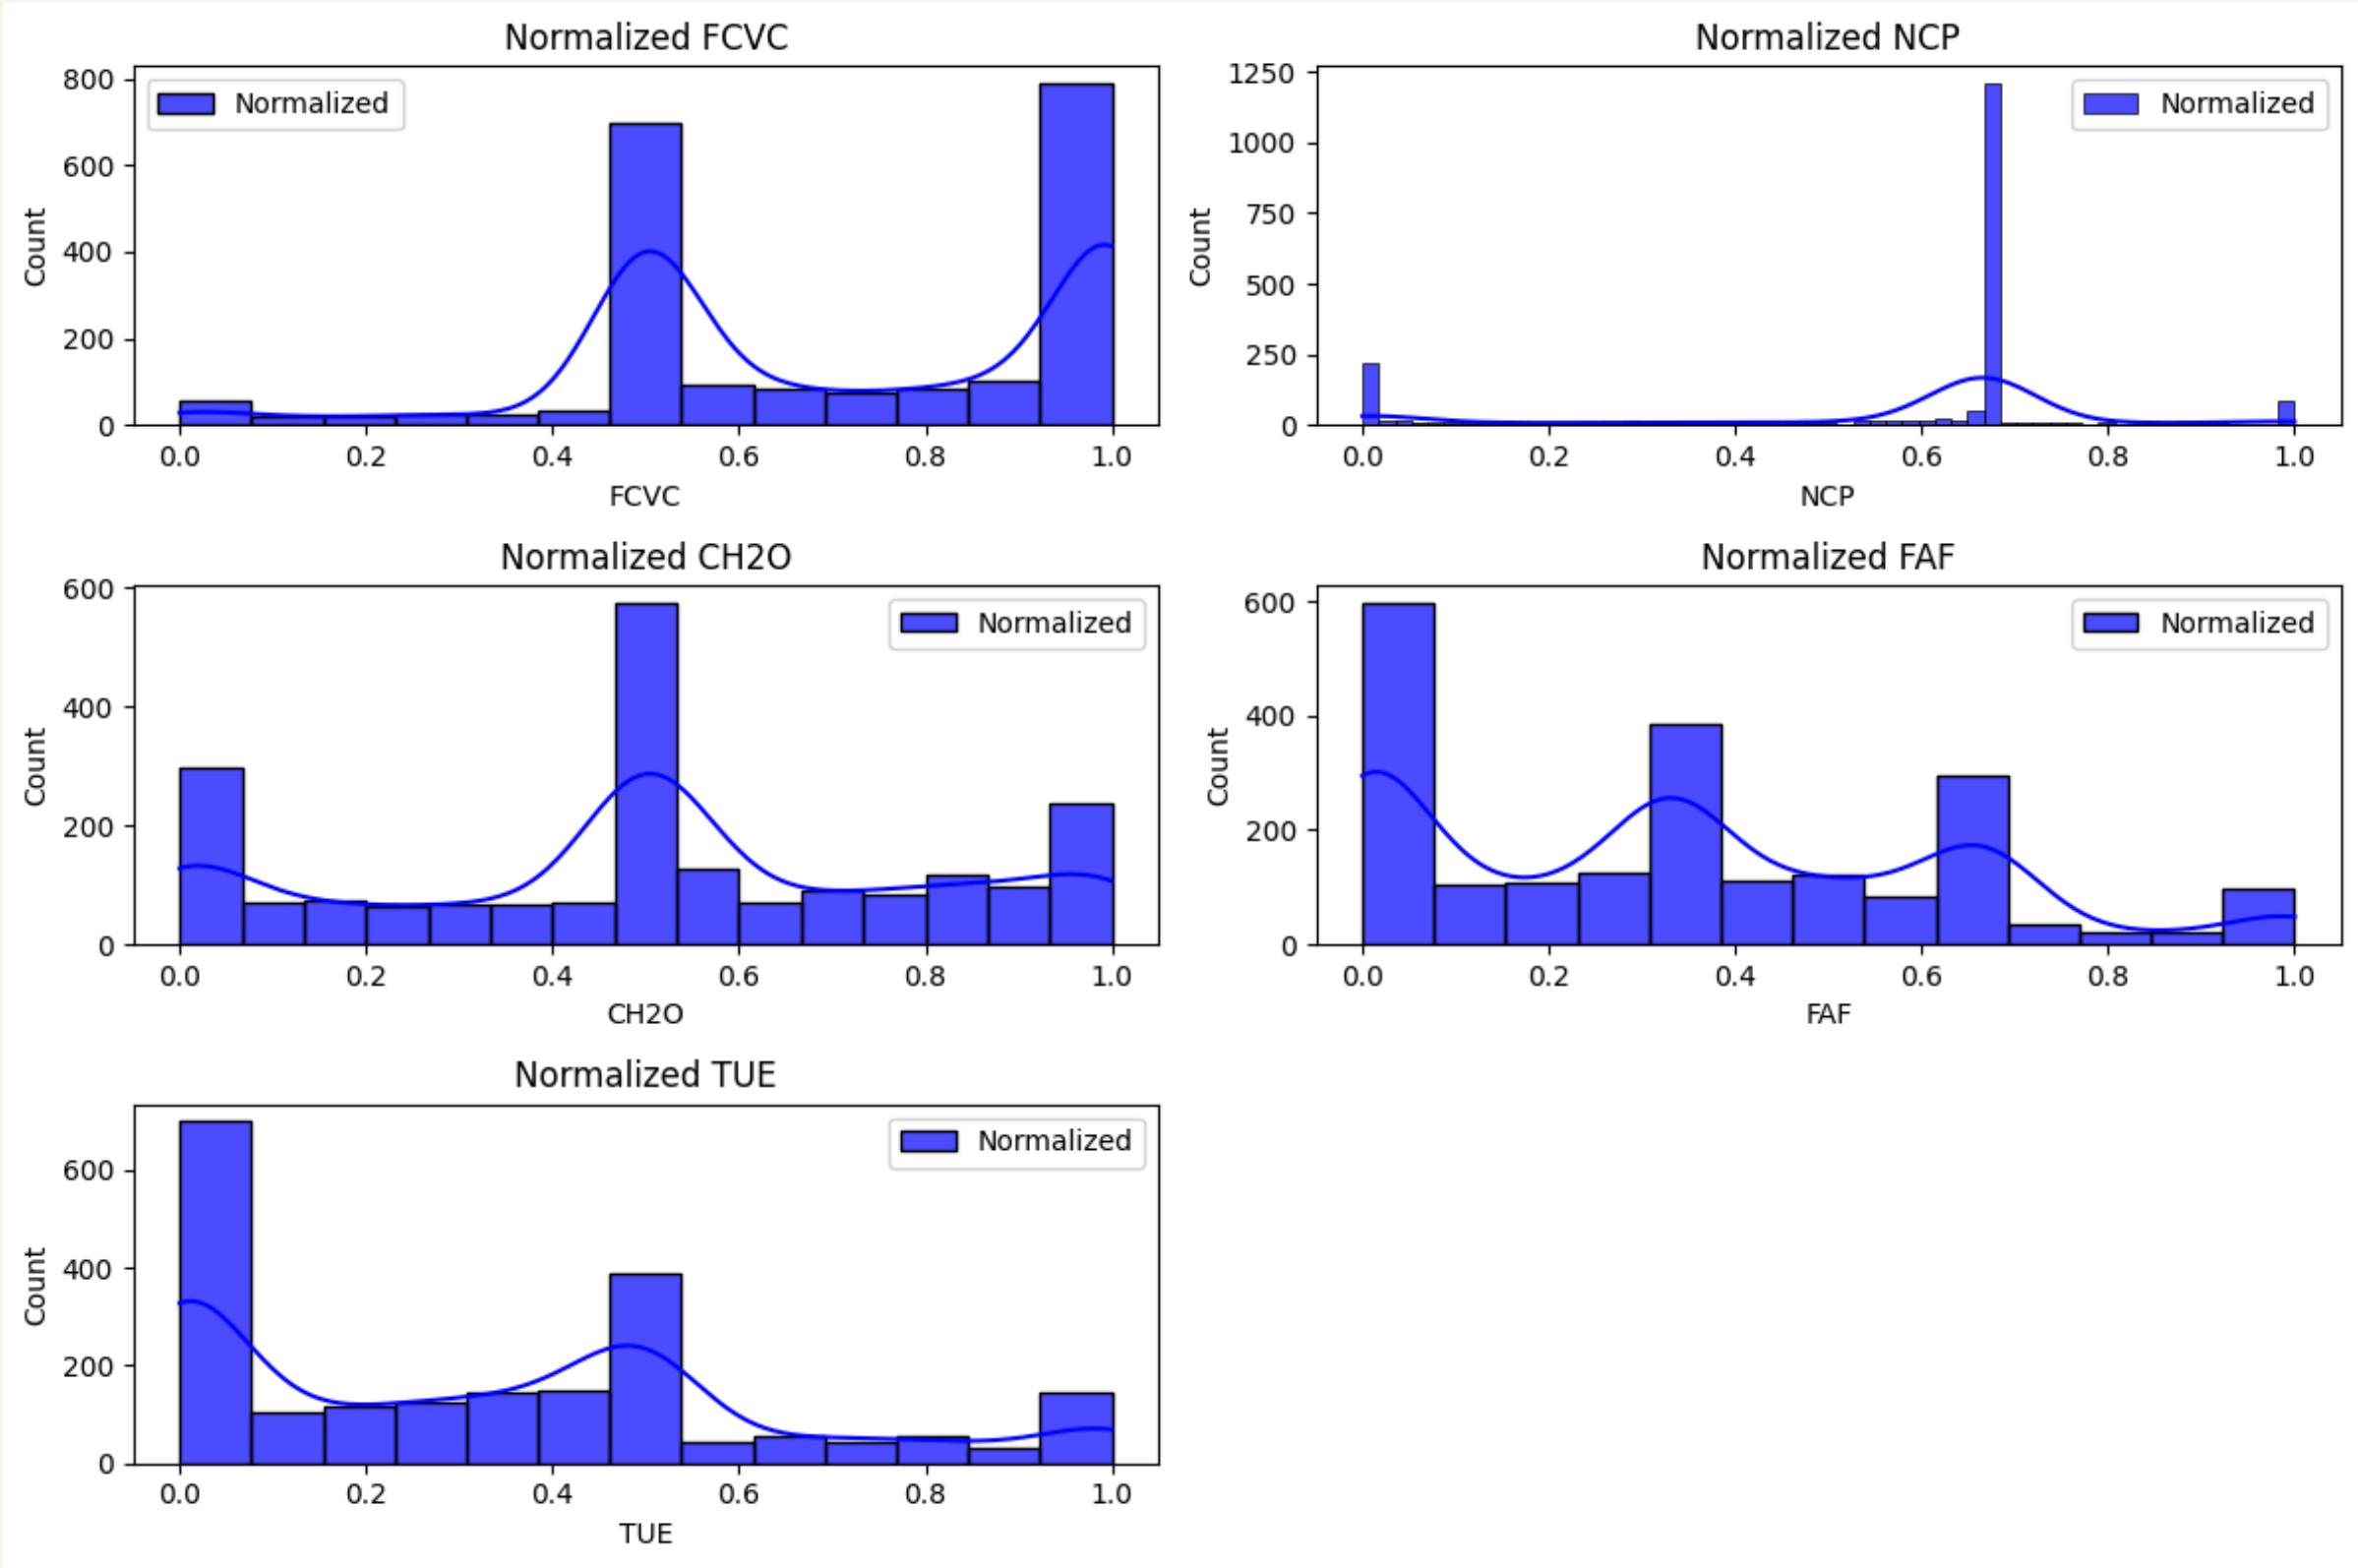 Normalized FCVC
800
600
400
200
0
Count
Normalized
0.0 0.2 0.4 0.6 0.8 1.0
FCVC
Normalized NCP
1250
1000
750
500
250
0
Count
Normalized
0.0 0.2 0.4 0.6 0.8 1.0
NCP
Normalized CH2O
600
400
200
0
Count
Normalized
0.0 0.2 0.4 0.6 0.8 1.0
CH2O
Normalized FAF
600
400
200
0
Count
Normalized
0.0 0.2 0.4 0.6 0.8 1.0
FAF
Normalized TUE
600
400
200
0
Count
Normalized
0.0 0.2 0.4 0.6 0.8 1.0
TUE